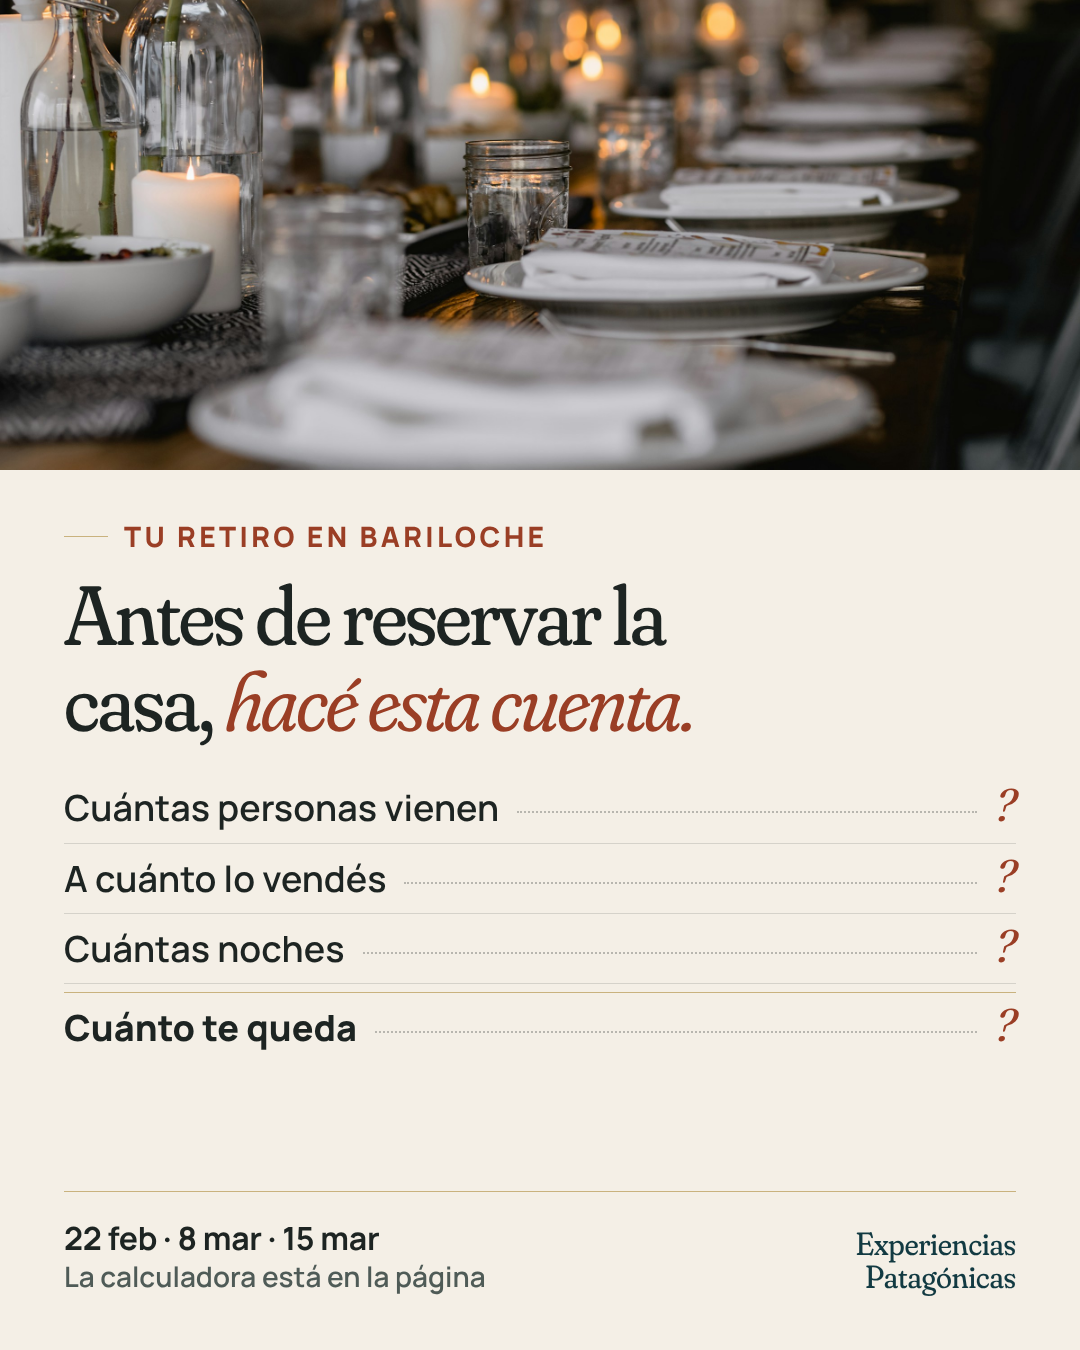 TU RETIRO EN BARILOCHE
Antes de reservar la
casa, hacé esta cuenta.
Cuántas personas vienen ?
A cuánto lo vendés ?
Cuántas noches ?
Cuánto te queda ?
22 feb · 8 mar · 15 mar
La calculadora está en la página
Experiencias
Patagónicas